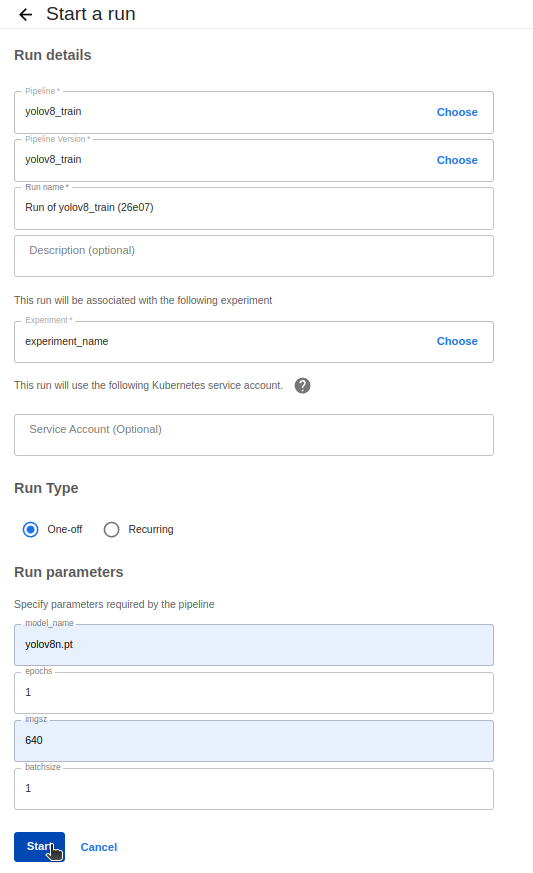 Start a run
Run details
Pipeline *
yolov8_train
Choose
Pipeline Version *
yolov8_train
Choose
Run name *
Run of yolov8_train (26e07)
Description (optional)
This run will be associated with the following experiment
Experiment *
experiment_name
Choose
This run will use the following Kubernetes service account.
Service Account (Optional)
Run Type
One-off
Recurring
Run parameters
Specify parameters required by the pipeline
model_name
yolov8n.pt
epochs
1
imgsz
640
batchsize
1
Start
Cancel